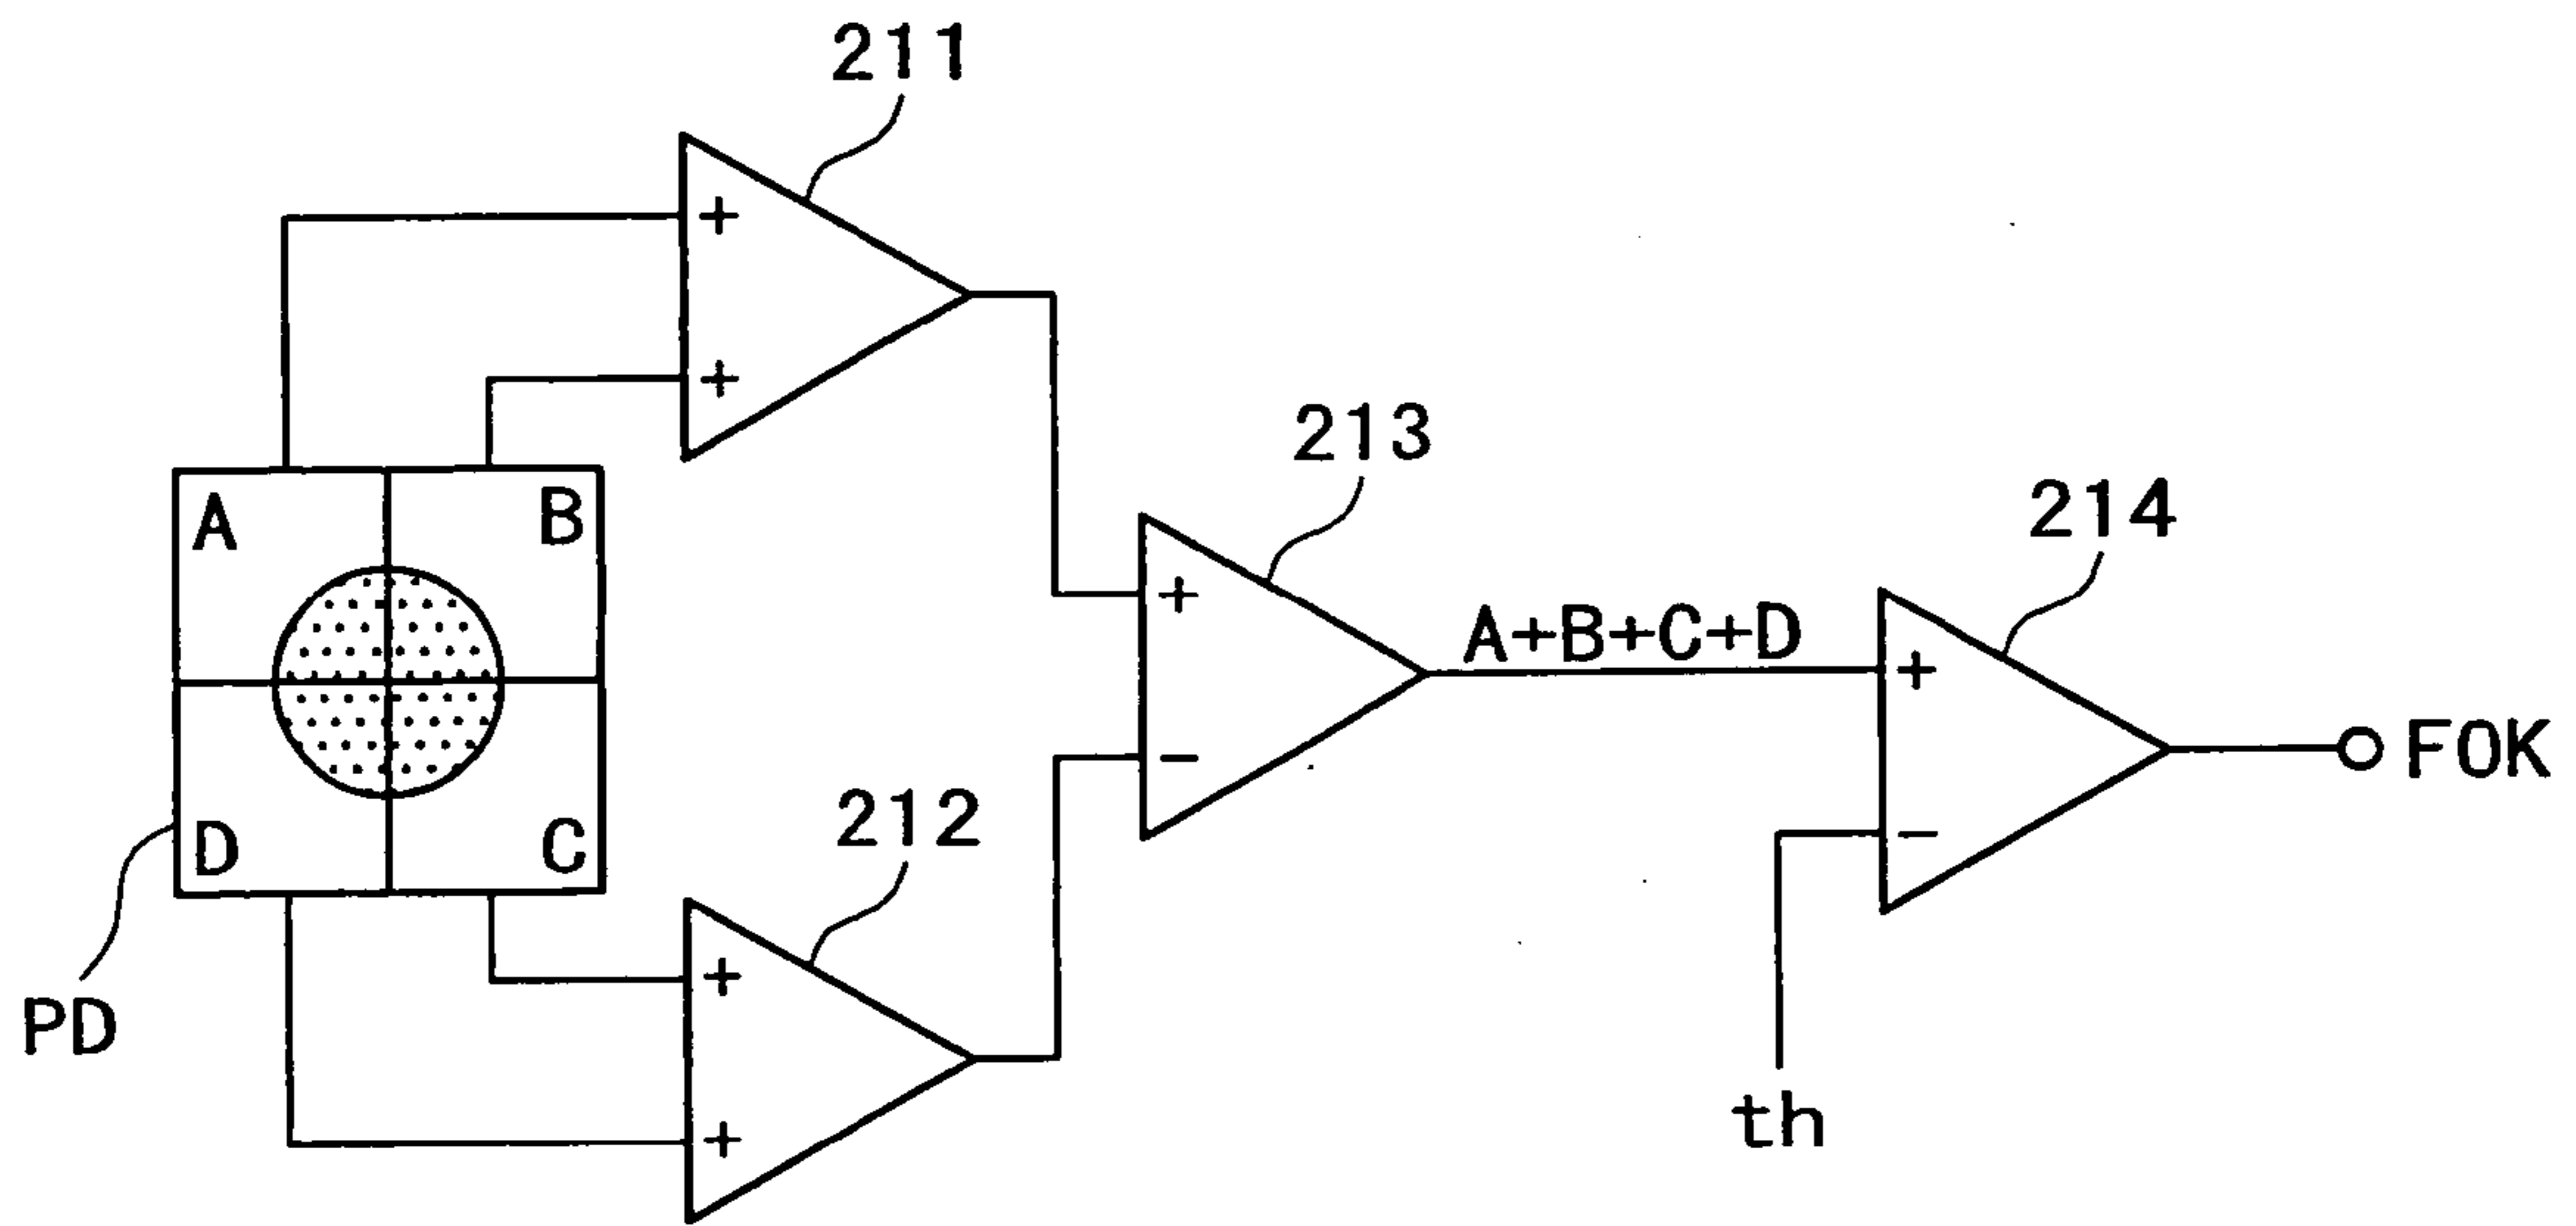 211
+
+
A B
213
214
+
A+B+C+D
+
FOK
−
−
D C
212
+
PD
th
+